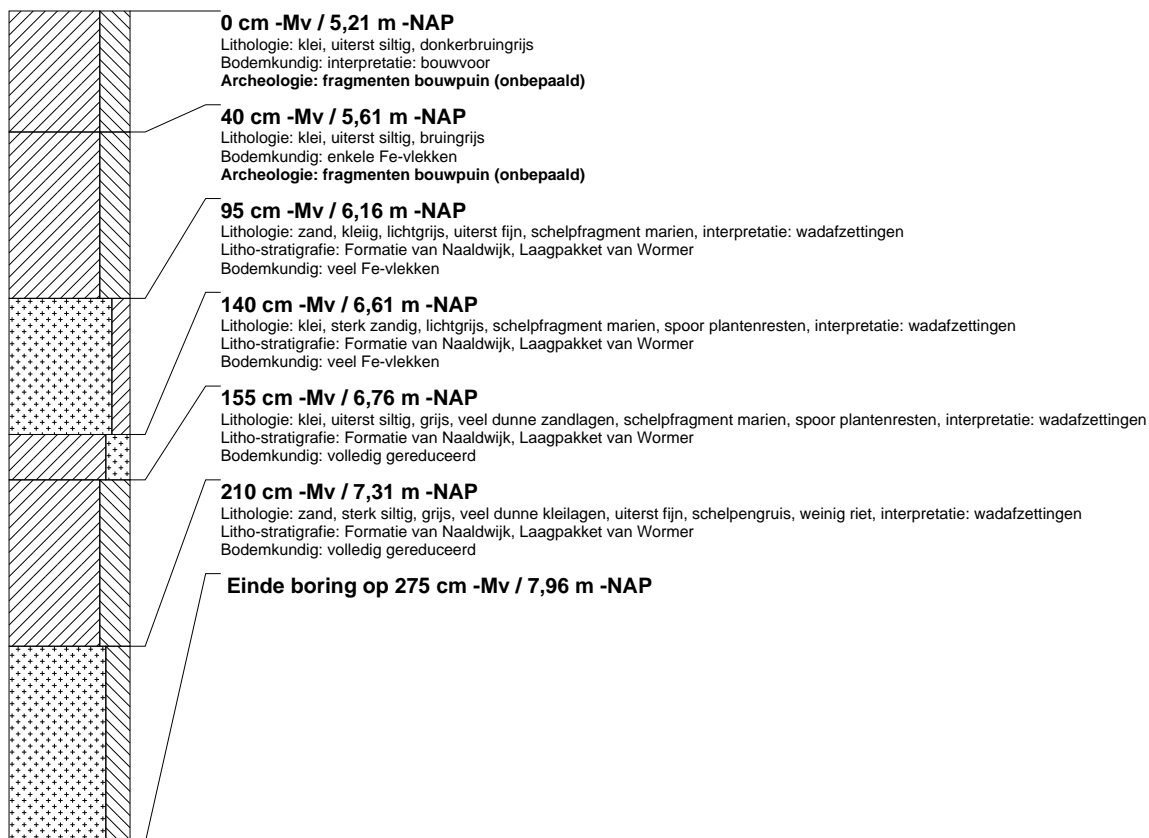 0 cm -Mv / 5,21 m -NAP
Lithologie: klei, uiterst siltig, donkerbruingrijs
Bodemkundig: interpretatie: bouwvoor
Archeologie: fragmenten bouwpuin (onbepaald)
40 cm -Mv / 5,61 m -NAP
Lithologie: klei, uiterst siltig, bruingrijs
Bodemkundig: enkele Fe-vlekken
Archeologie: fragmenten bouwpuin (onbepaald)
95 cm -Mv / 6,16 m -NAP
Lithologie: zand, kleiig, lichtgrijs, uiterst fijn, schelpfragment marien, interpretatie: wadafzettingen
Litho-stratigrafie: Formatie van Naaldwijk, Laagpakket van Wormer
Bodemkundig: veel Fe-vlekken
140 cm -Mv / 6,61 m -NAP
Lithologie: klei, sterk zandig, lichtgrijs, schelpfragment marien, spoor plantenresten, interpretatie: wadafzettingen
Litho-stratigrafie: Formatie van Naaldwijk, Laagpakket van Wormer
Bodemkundig: veel Fe-vlekken
155 cm -Mv / 6,76 m -NAP
Lithologie: klei, uiterst siltig, grijs, veel dunne zandlagen, schelpfragment marien, spoor plantenresten, interpretatie: wadafzettingen
Litho-stratigrafie: Formatie van Naaldwijk, Laagpakket van Wormer
Bodemkundig: volledig gereduceerd
210 cm -Mv / 7,31 m -NAP
Lithologie: zand, sterk siltig, grijs, veel dunne kleilagen, uiterst fijn, schelpengruis, weinig riet, interpretatie: wadafzettingen
Litho-stratigrafie: Formatie van Naaldwijk, Laagpakket van Wormer
Bodemkundig: volledig gereduceerd
Einde boring op 275 cm -Mv / 7,96 m -NAP